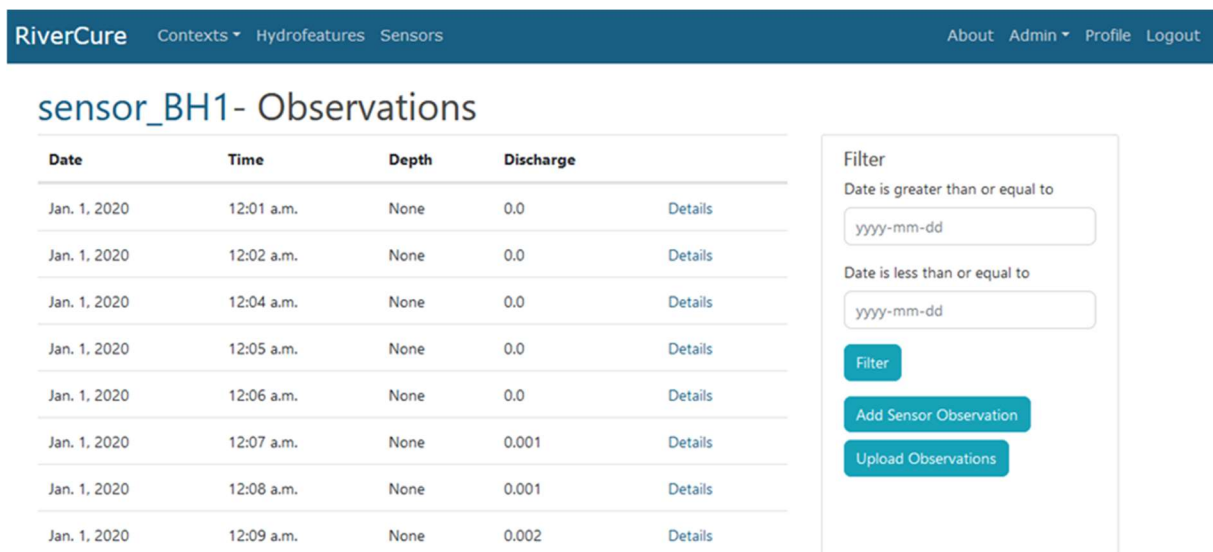 RiverCure Contexts Hydrofeatures Sensors About Admin Profile Logout
sensor_BH1- Observations
Date Time Depth Discharge
Jan. 1, 2020 12:01 a.m. None 0.0 Details
Jan. 1, 2020 12:02 a.m. None 0.0 Details
Jan. 1, 2020 12:04 a.m. None 0.0 Details
Jan. 1, 2020 12:05 a.m. None 0.0 Details
Jan. 1, 2020 12:06 a.m. None 0.0 Details
Jan. 1, 2020 12:07 a.m. None 0.001 Details
Jan. 1, 2020 12:08 a.m. None 0.001 Details
Jan. 1, 2020 12:09 a.m. None 0.002 Details
Filter
Date is greater than or equal to
yyyy-mm-dd
Date is less than or equal to
yyyy-mm-dd
Filter
Add Sensor Observation
Upload Observations